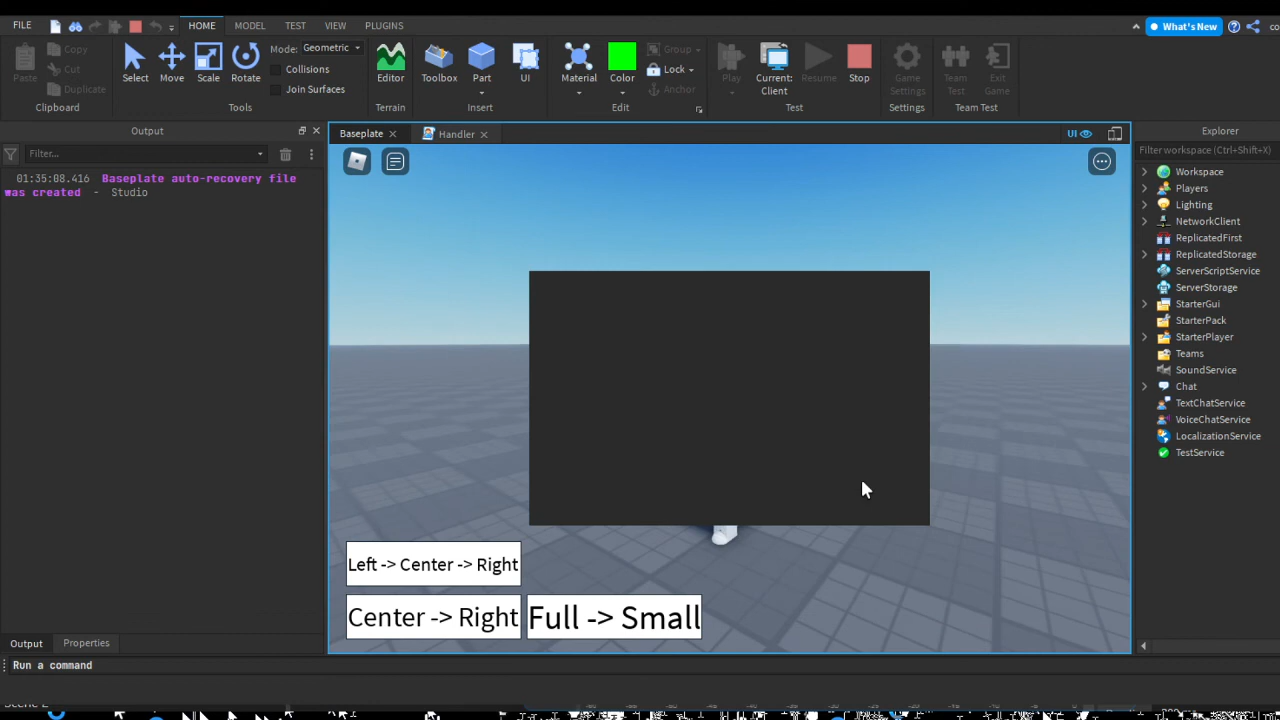 FILE HOME MODEL TEST VIEW PLUGINS What's New
Paste Copy Cut Duplicate Clipboard
Select Move Scale Rotate Mode: Geometric Collisions Join Surfaces Tools
Editor Terrain
Toolbox Part UI Insert
Material Color Group Lock Anchor Edit
Play Current: Client Resume Stop Test
Game Settings Settings
Team Test Exit Game Team Test
Output
Filter...
01:35:08.416 Baseplate auto-recovery file
was created - Studio
Baseplate Handler UI
Left -> Center -> Right
Center -> Right
Full -> Small
Explorer
Filter workspace (Ctrl+Shift+X)
Workspace
Players
Lighting
NetworkClient
ReplicatedFirst
ReplicatedStorage
ServerScriptService
ServerStorage
StarterGui
StarterPack
StarterPlayer
Teams
SoundService
Chat
TextChatService
VoiceChatService
LocalizationService
TestService
Output Properties
Run a command